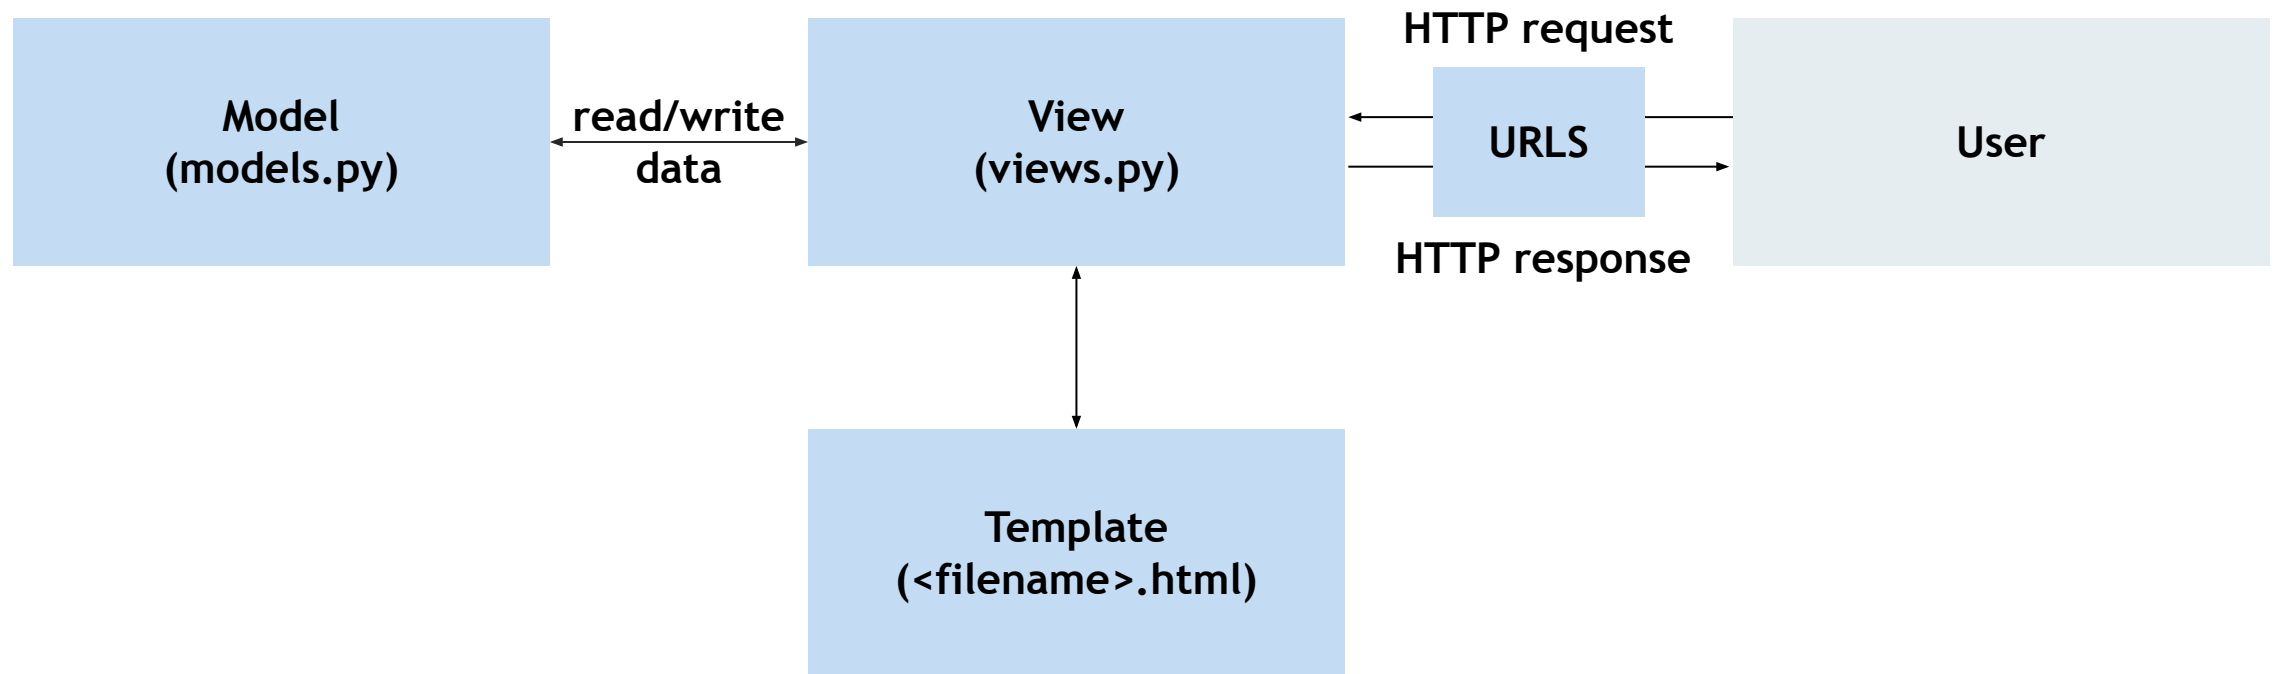 Model
(models.py)
read/write
data
View
(views.py)
HTTP request
URLS
HTTP response
User
Template
(<filename>.html)